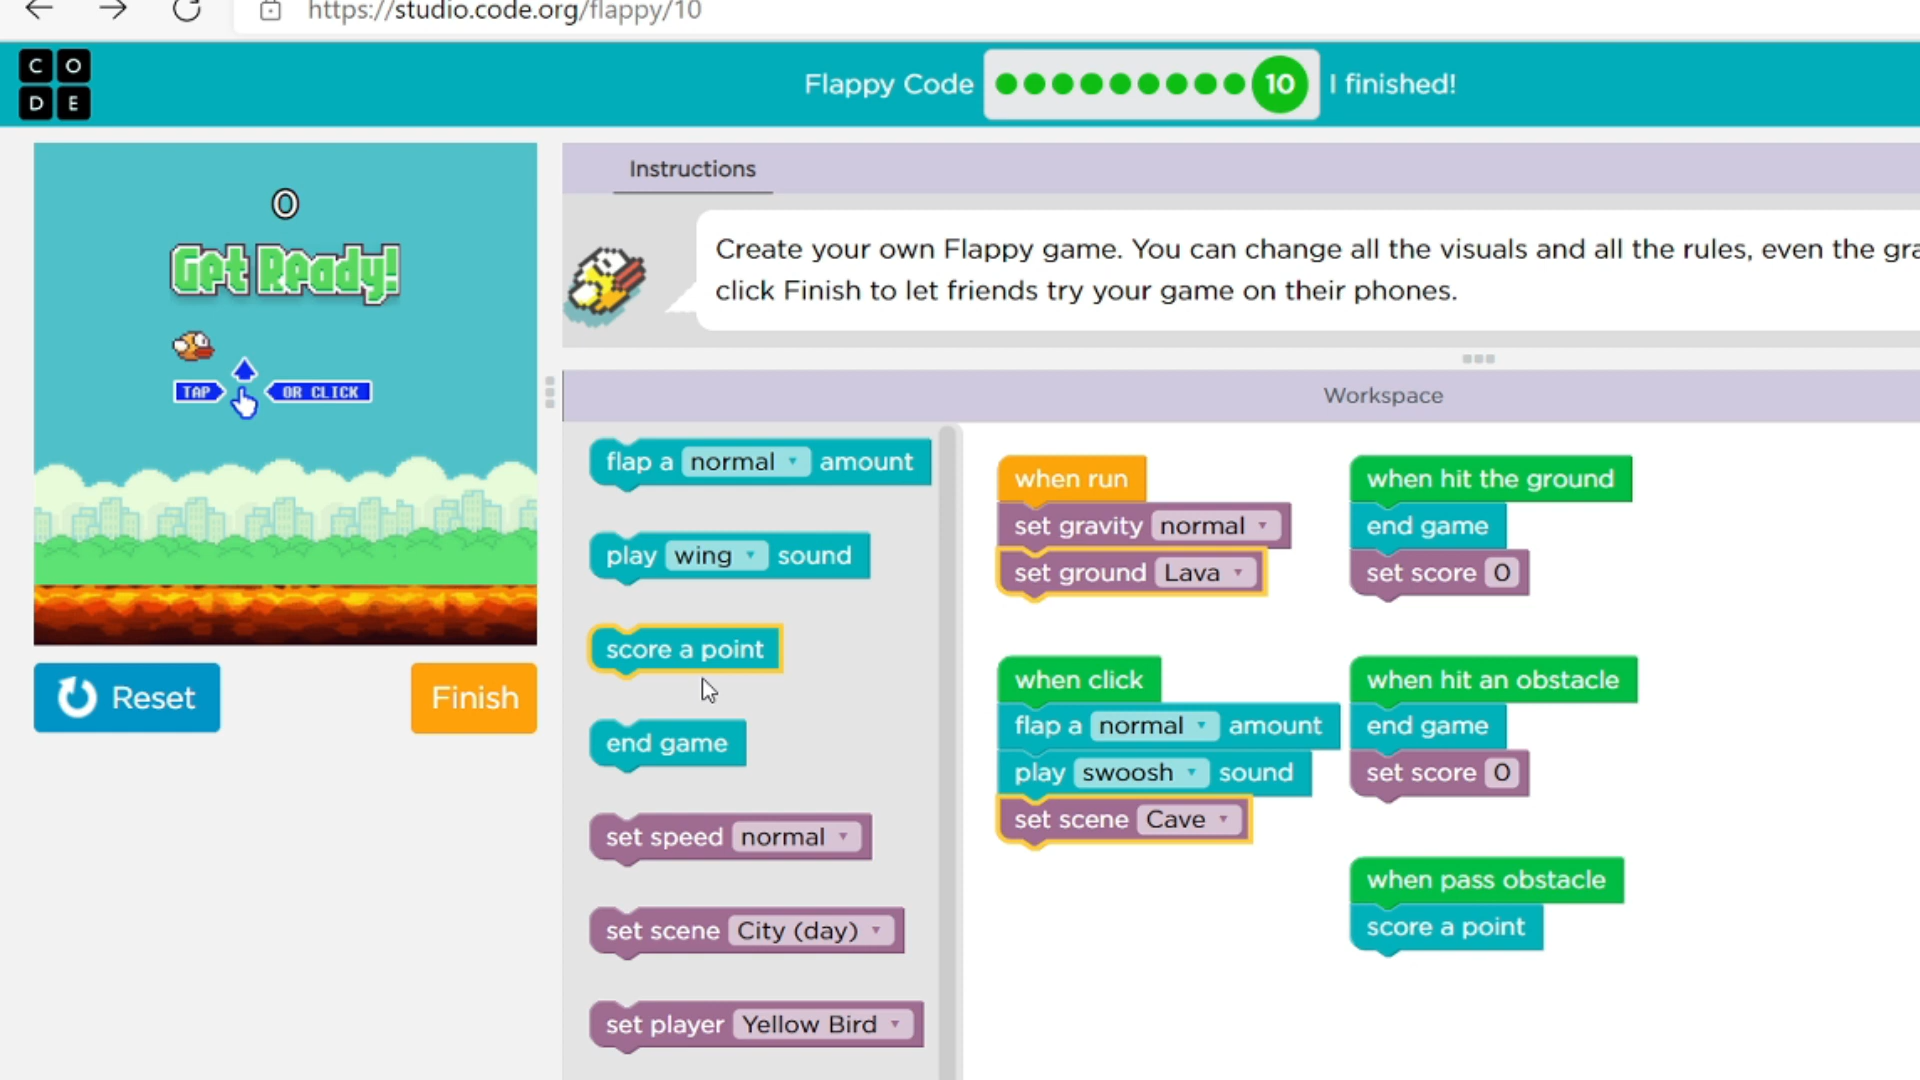 https://studio.code.org/flappy/10
C O
D E
Flappy Code 10 I finished!
0
Get Ready!
TAP OR CLICK
Reset
Finish
Instructions
Create your own Flappy game. You can change all the visuals and all the rules, even the gra
click Finish to let friends try your game on their phones.
Workspace
flap a normal amount
play wing sound
score a point
end game
set speed normal
set scene City (day)
set player Yellow Bird
when run
set gravity normal
set ground Lava
when click
flap a normal amount
play swoosh sound
set scene Cave
when hit the ground
end game
set score 0
when hit an obstacle
end game
set score 0
when pass obstacle
score a point